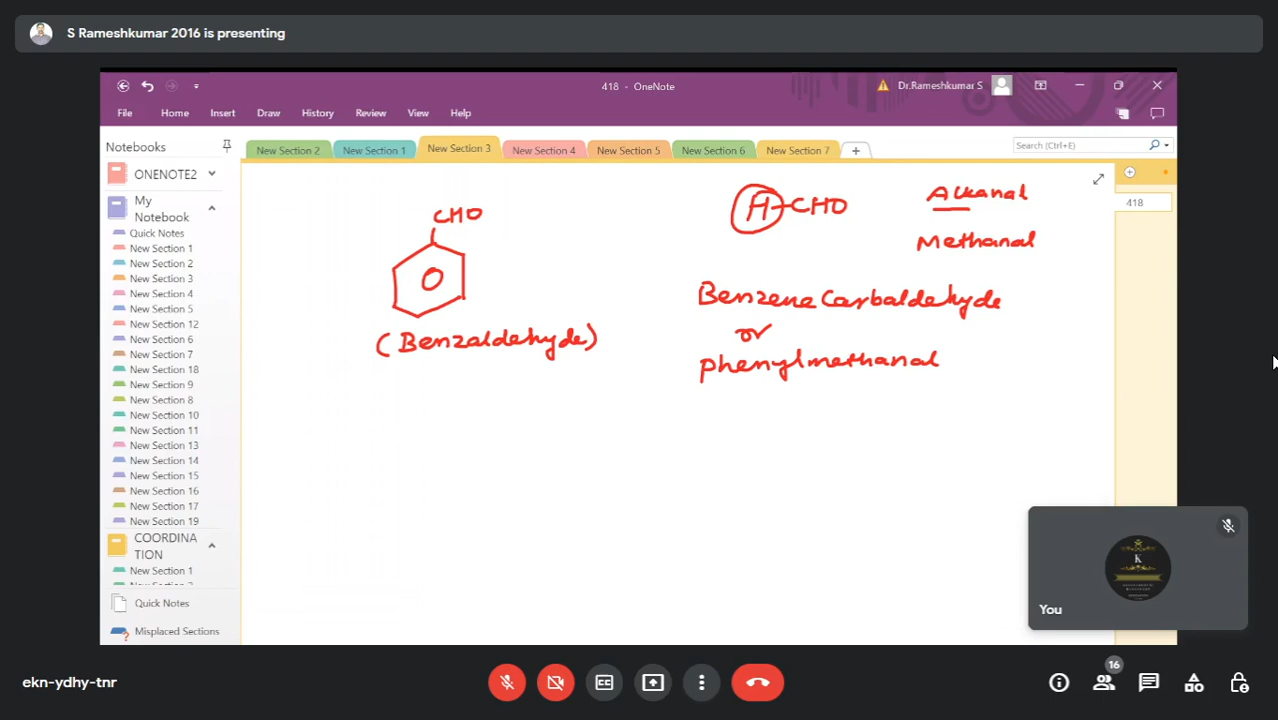 S Rameshkumar 2016 is presenting
418 - OneNote
Dr.Rameshkumar S
File Home Insert Draw History Review View Help
Notebooks
New Section 2 New Section 1 New Section 3 New Section 4 New Section 5 New Section 6 New Section 7 +
Search (Ctrl+E)
ONENOTE2
My
Notebook
Quick Notes
New Section 1
New Section 2
New Section 3
New Section 4
New Section 5
New Section 12
New Section 6
New Section 7
New Section 18
New Section 9
New Section 8
New Section 10
New Section 11
New Section 13
New Section 14
New Section 15
New Section 16
New Section 17
New Section 19
COORDINA
TION
New Section 1
Quick Notes
Misplaced Sections
418
CHO
(Benzaldehyde)
H-CHO
Alkanal
Methanal
Benzene Carbaldehyde
or
phenylmethanal
K
You
ekn-ydhy-tnr
CC
16